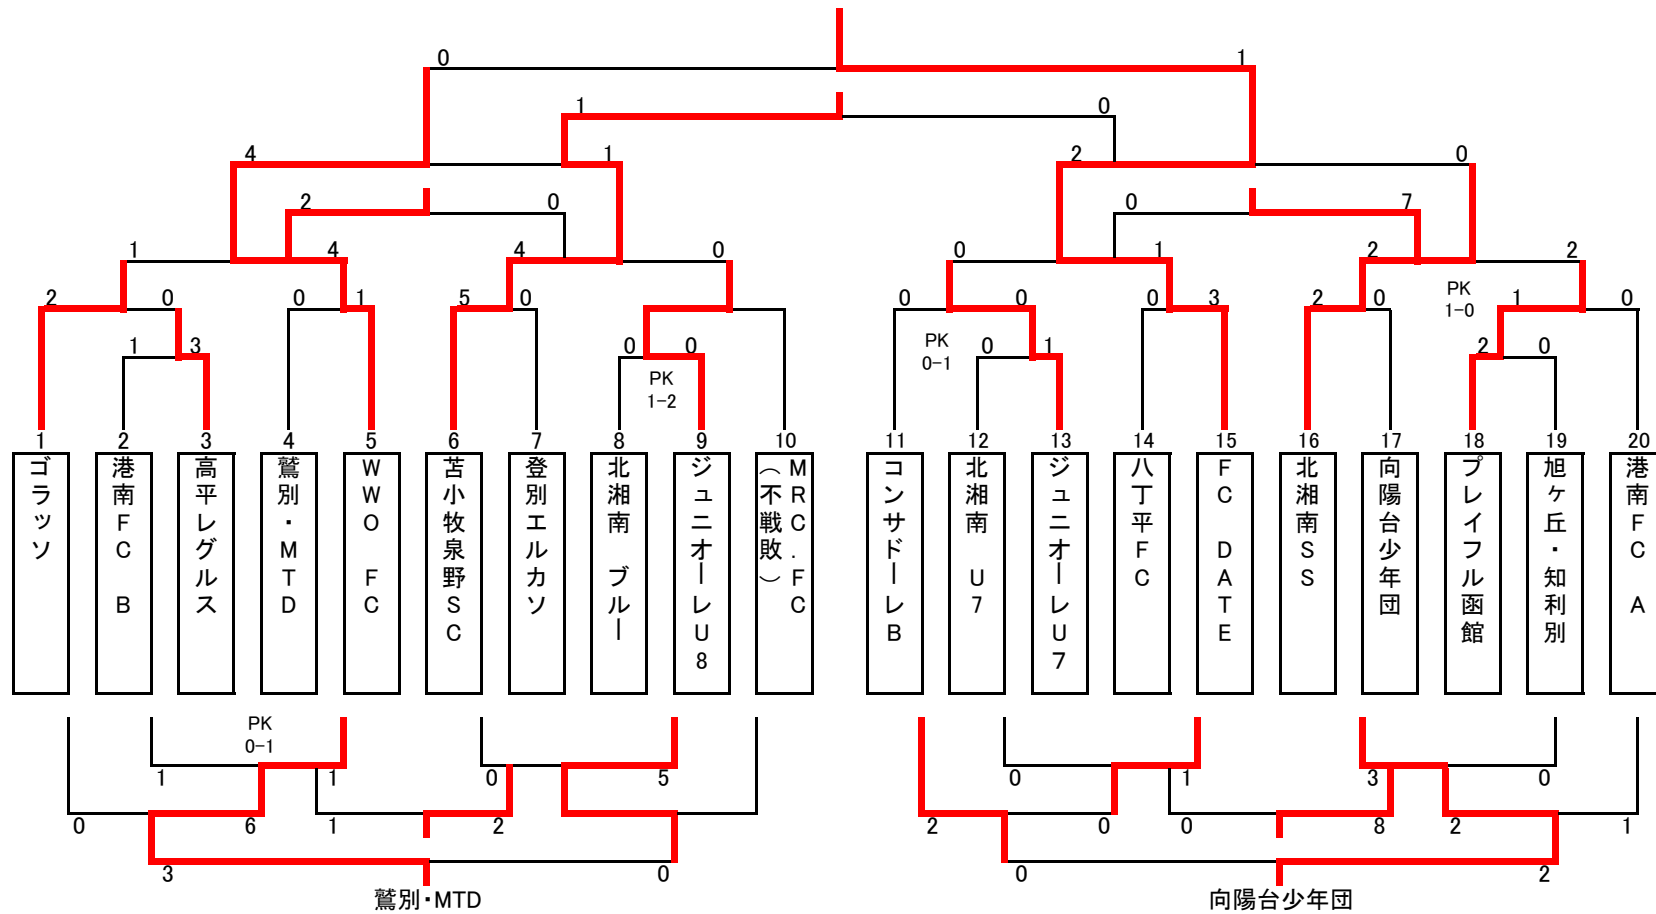 0 1
1 0
4 1 2 0
2 0 0 7
1 4 4 0 0 1 2 2
2 0 0 1 5 0 0 0 0 3 2 0 PK 1-0 1 0
1 3 0 0 PK 0-1 0 1 2 0
PK
1-2
1 2 3 4 5 6 7 8 9 10 11 12 13 14 15 16 17 18 19 20
ゴラッソ
港南FC B
高平レグルス
鷲別・MTD
WWO FC
苫小牧泉野SC
登別エルカソ
北湘南 ブルー
ジュニオーレU8
MRC.FC
(不戦敗)
コンサドーレB
北湘南 U7
ジュニオーレU7
八丁平FC
FC DATE
北湘南SS
向陽台少年団
プレイフル函館
旭ヶ丘・知利別
港南FC A
PK
0-1
1 1 0 5 0 1 3 0
0 6 1 2 2 0 0 8 2 1
3 0 0 2
鷲別・MTD 向陽台少年団